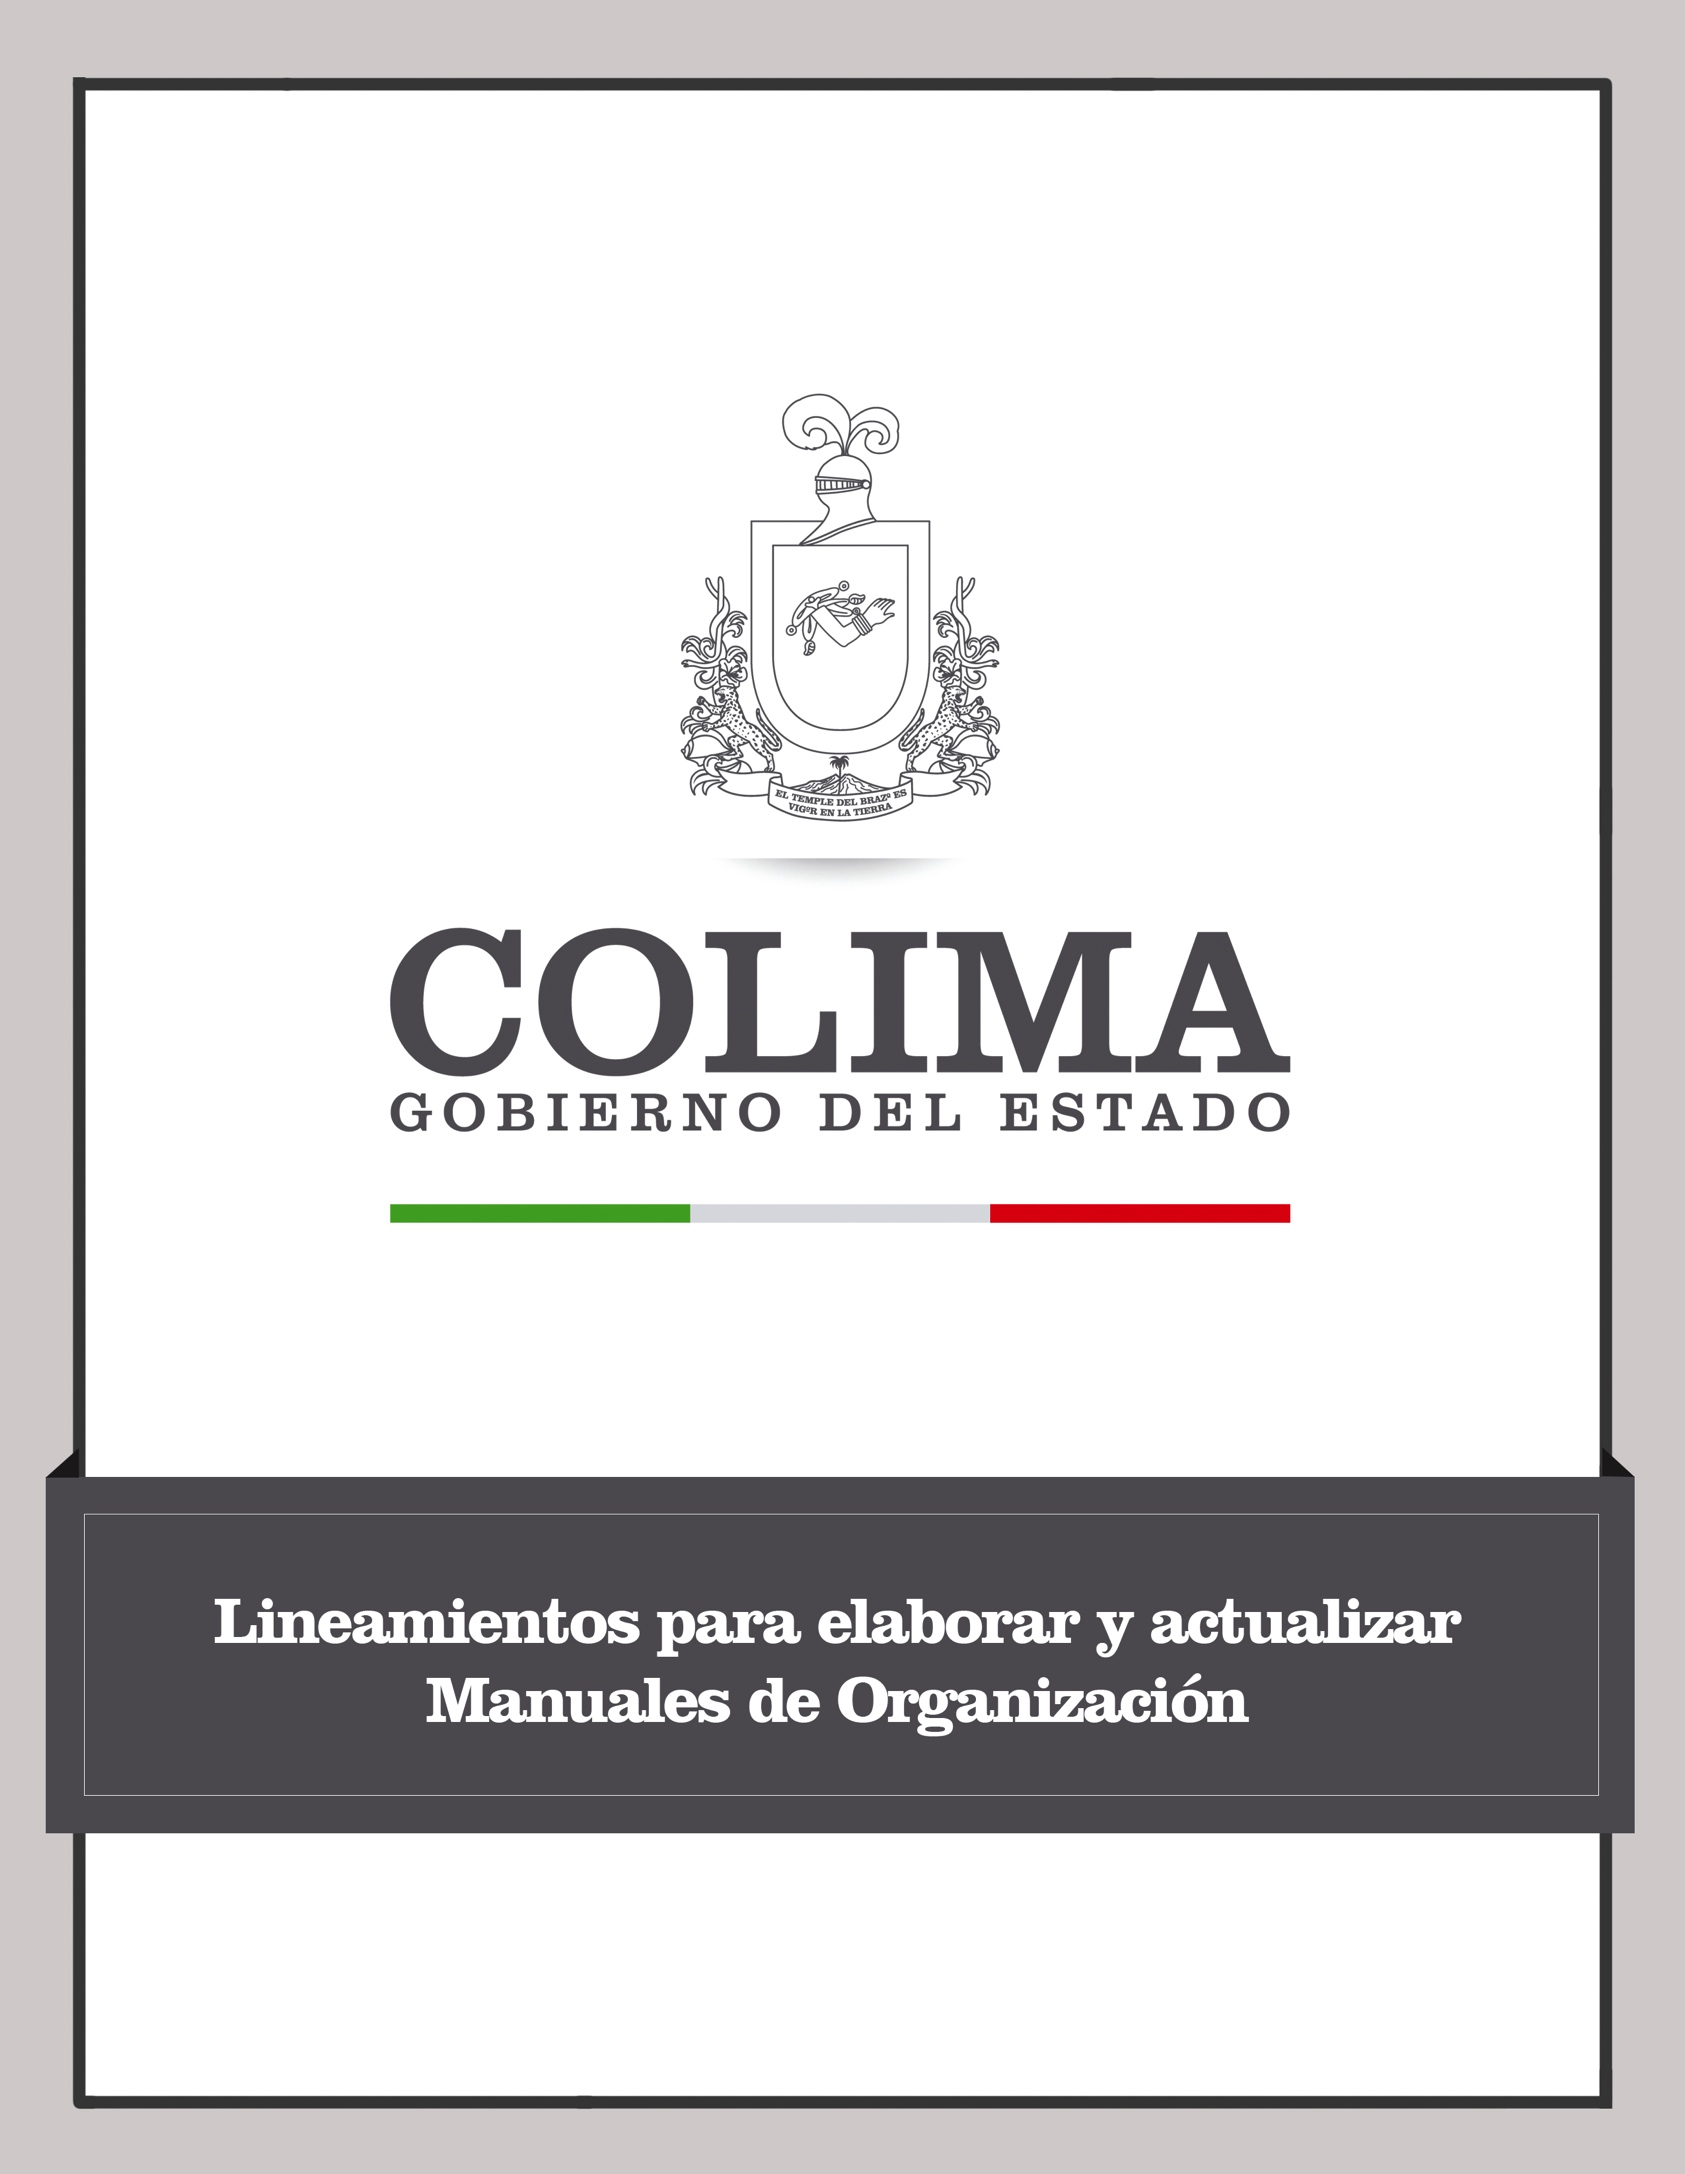 EL TEMPLE DEL BRAZº ES
VIGºR EN LA TIERRA
COLIMA
GOBIERNO DEL ESTADO
Lineamientos para elaborar y actualizar
Manuales de Organización